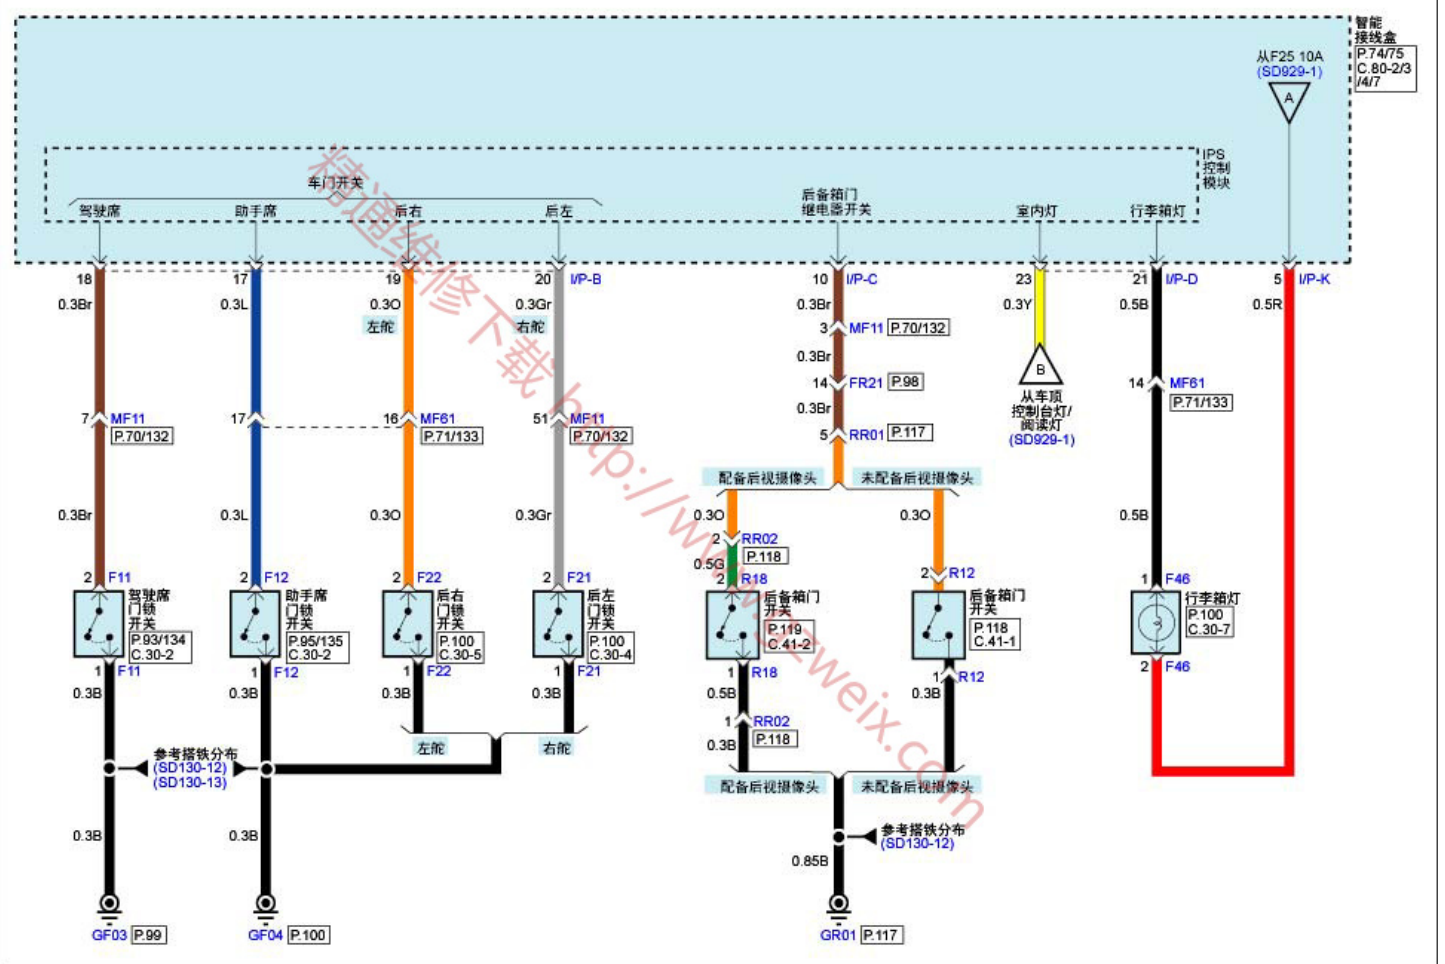 智能
接线盒
P.74/75
C.80-2/3
/4/7
从F25 10A
(SD929-1)
A
IPS
控制
模块
车门开关
驾驶席
助手席
后右
后左
后备箱门
继电器开关
室内灯
行李箱灯
18
17
19
20
I/P-B
10
I/P-C
23
21
I/P-D
5
I/P-K
0.3Br
0.3L
0.3O
0.3Gr
0.3Br
0.3Y
0.5B
0.5R
左舵
右舵
3
MF11
P.70/132
0.3Br
14
FR21
P.98
0.3Br
5
RR01
P.117
B
从车顶
控制台灯/
阅读灯
(SD929-1)
14
MF61
P.71/133
7
MF11
P.70/132
17
16
MF61
P.71/133
51
MF11
P.70/132
配备后视摄像头
未配备后视摄像头
0.3Br
0.3L
0.3O
0.3Gr
0.3O
0.3O
0.5B
2
RR02
P.118
0.5G
2
F11
2
F12
2
F22
2
F21
2
R18
2
R12
1
F46
驾驶席
门锁
开关
P.93/134
C.30-2
助手席
门锁
开关
P.95/135
C.30-2
后右
门锁
开关
P.100
C.30-5
后左
门锁
开关
P.100
C.30-4
后备箱门
开关
P.119
C.41-2
后备箱门
开关
P.118
C.41-1
行李箱灯
P.100
C.30-7
1
F11
1
F12
1
F22
1
F21
1
R18
1
R12
2
F46
0.3B
0.3B
0.3B
0.3B
0.5B
0.3B
1
RR02
P.118
0.3B
左舵
右舵
参考搭铁分布
(SD130-12)
(SD130-13)
配备后视摄像头
未配备后视摄像头
0.3B
0.3B
参考搭铁分布
(SD130-12)
0.85B
GF03
P.99
GF04
P.100
GR01
P.117
精通维修下载 http://www.gzweix.com